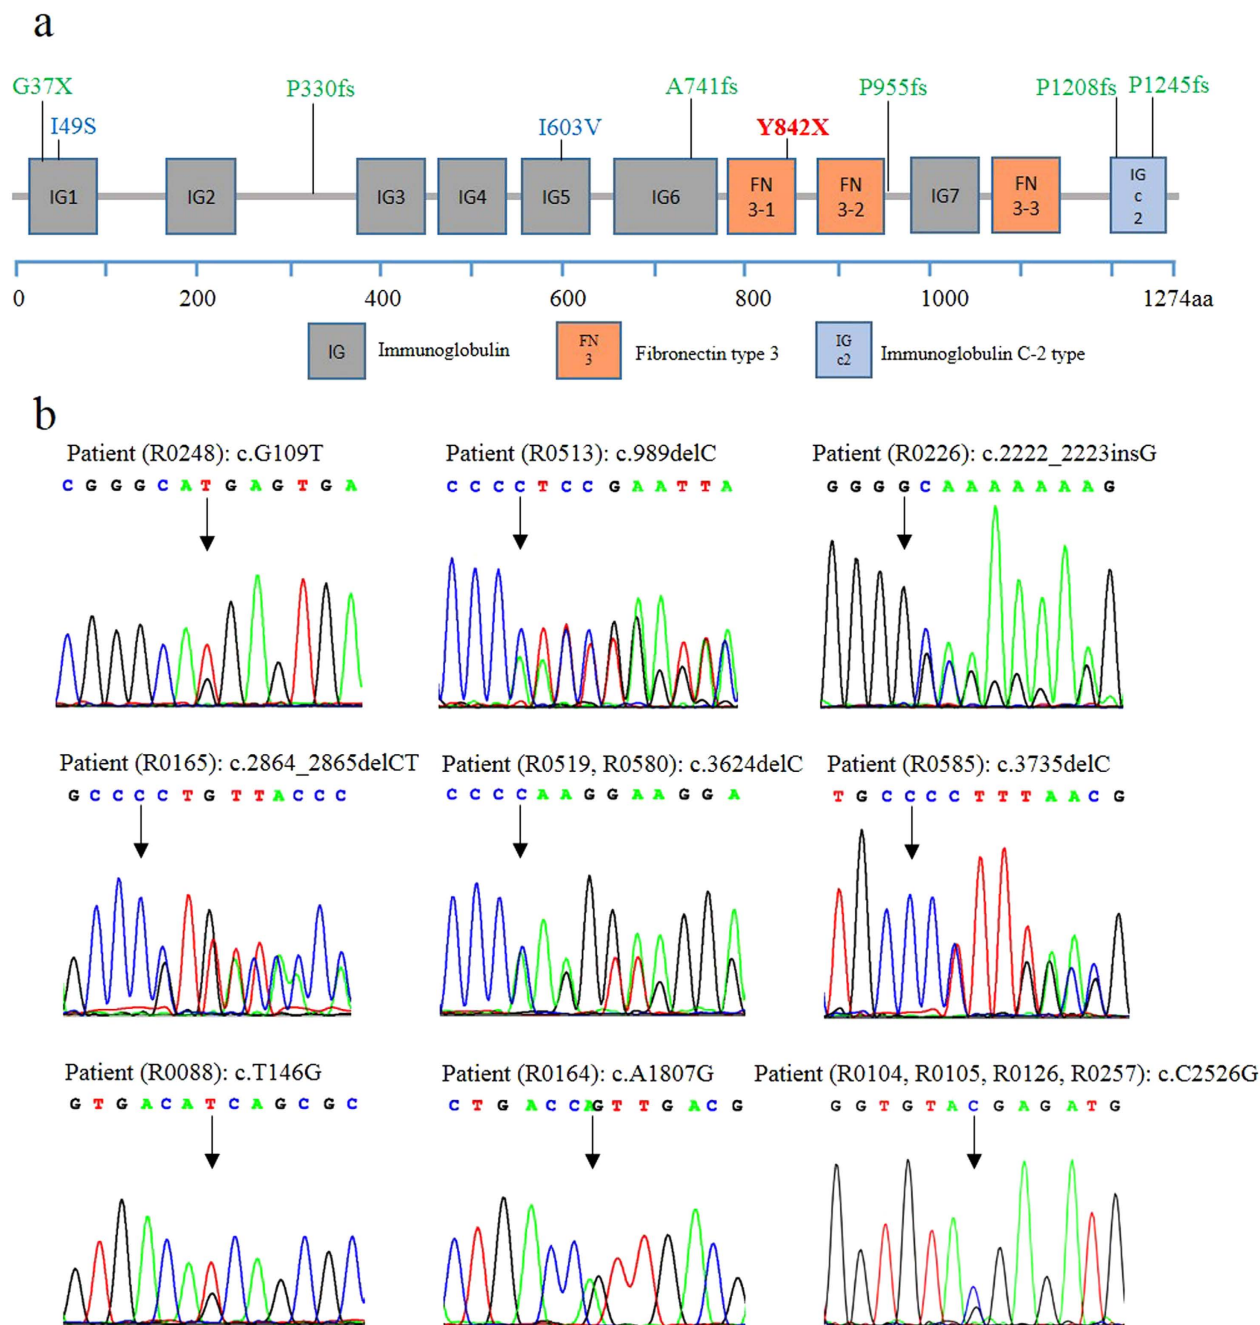 a
G37X P330fs A741fs P955fs P1208fs P1245fs
I49S I603V Y842X
IG1 IG2 IG3 IG4 IG5 IG6 FN 3-1 FN 3-2 IG7 FN 3-3 IG c 2
0 200 400 600 800 1000 1274aa
IG Immunoglobulin FN 3 Fibronectin type 3 IG c2 Immunoglobulin C-2 type
b
Patient (R0248): c.G109T Patient (R0513): c.989delC Patient (R0226): c.2222_2223insG
C G G G C A T G A G T G A C C C C T C C G A A T T A G G G G C A A A A A A A G
Patient (R0165): c.2864_2865delCT Patient (R0519, R0580): c.3624delC Patient (R0585): c.3735delC
G C C C C T G T T A C C C C C C C A A G G A A G G A T G C C C C T T T A A C G
Patient (R0088): c.T146G Patient (R0164): c.A1807G Patient (R0104, R0105, R0126, R0257): c.C2526G
G T G A C A T C A G C G C C T G A C C A G T T G A C G G G T G T A C G A G A T G